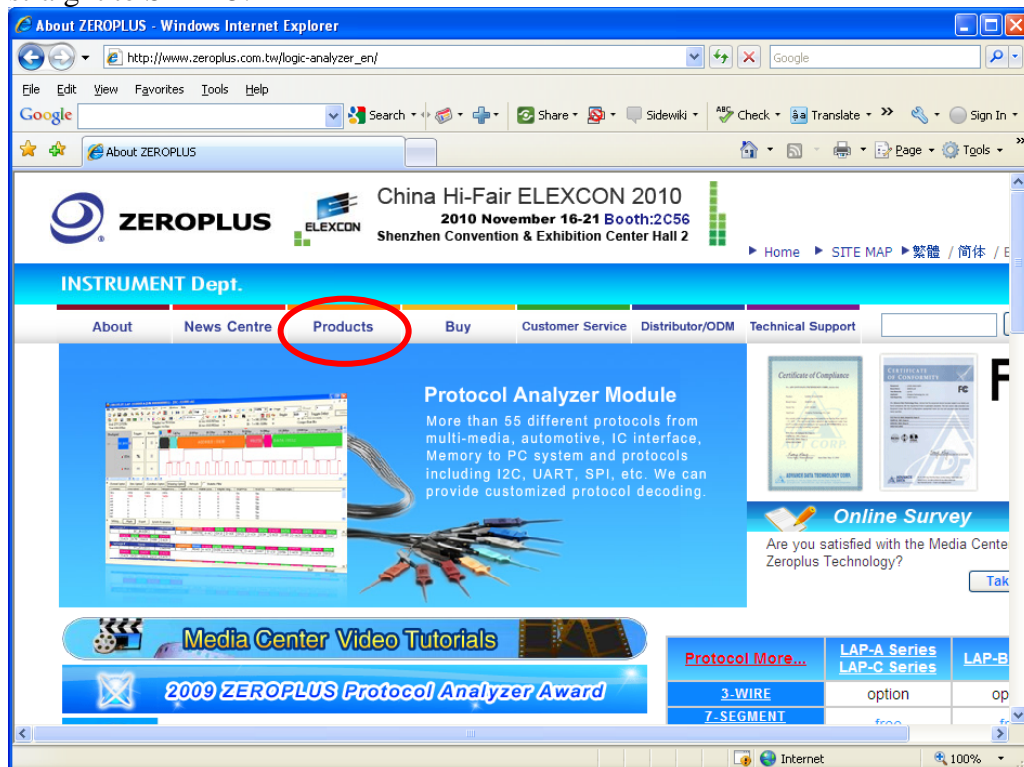 About ZEROPLUS - Windows Internet Explorer
http://www.zeroplus.com.tw/logic-analyzer_en/
Google
File Edit View Favorites Tools Help
Google Search Share Sidewiki Check Translate Sign In
About ZEROPLUS Page Tools
ZEROPLUS
ELEXCON
China Hi-Fair ELEXCON 2010
2010 November 16-21 Booth:2C56
Shenzhen Convention & Exhibition Center Hall 2
Home SITE MAP 繁體 / 简体 / E
INSTRUMENT Dept.
About News Centre Products Buy Customer Service Distributor/ODM Technical Support
Protocol Analyzer Module
More than 55 different protocols from
multi-media, automotive, IC interface,
Memory to PC system and protocols
including I2C, UART, SPI, etc. We can
provide customized protocol decoding.
Certificate of Compliance
CERTIFICATE
OF CONFORMITY
FC
F
Online Survey
Are you satisfied with the Media Cente
Zeroplus Technology?
Tak
Media Center Video Tutorials
2009 ZEROPLUS Protocol Analyzer Award
Protocol More... LAP-A Series LAP-B
LAP-C Series
3-WIRE option op
7-SEGMENT free
Internet 100%